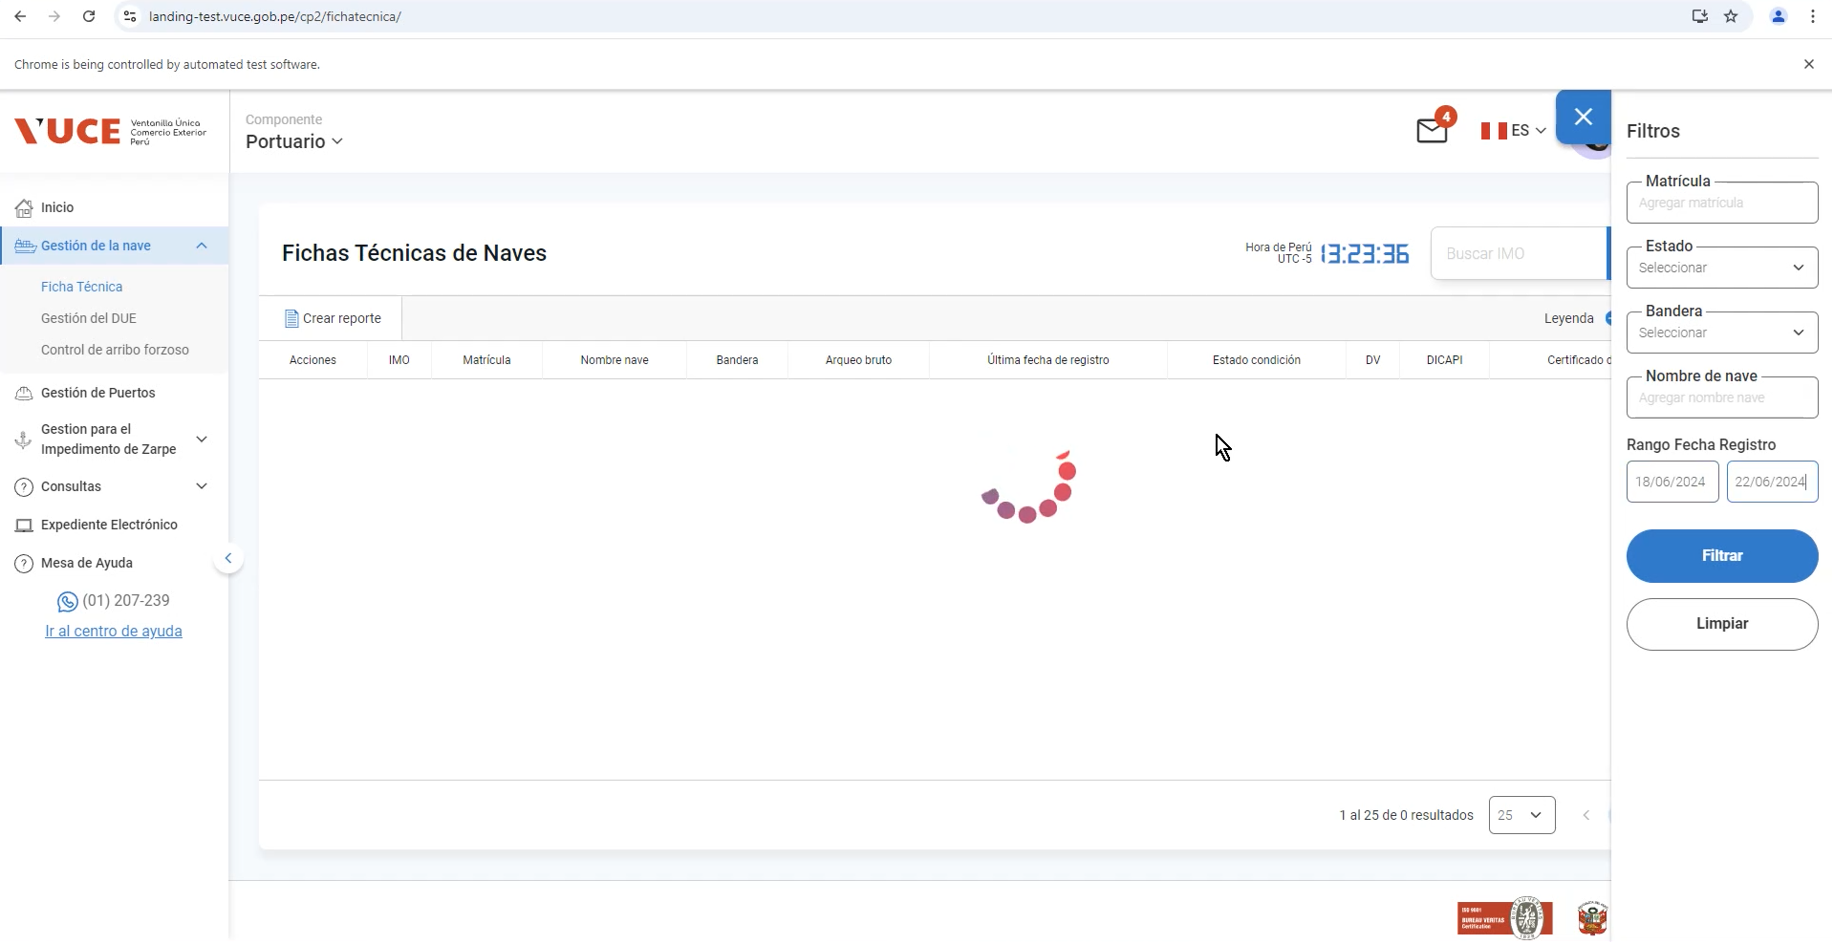 landing-test.vuce.gob.pe/cp2/fichatecnica/
Chrome is being controlled by automated test software.
VUCE
Ventanilla Única
Comercio Exterior
Perú
Componente
Portuario
4
ES
Inicio
Gestión de la nave
Ficha Técnica
Gestión del DUE
Control de arribo forzoso
Gestión de Puertos
Gestion para el
Impedimento de Zarpe
Consultas
Expediente Electrónico
Mesa de Ayuda
(01) 207-239
Ir al centro de ayuda
Fichas Técnicas de Naves
Hora de Perú
UTC -5
13:23:36
Buscar IMO
Crear reporte
Leyenda
Acciones IMO Matrícula Nombre nave Bandera Arqueo bruto Última fecha de registro Estado condición DV DICAPI Certificado
1 al 25 de 0 resultados
25
ISO 9001
BUREAU VERITAS
Certification
Filtros
Matrícula
Agregar matrícula
Estado
Seleccionar
Bandera
Seleccionar
Nombre de nave
Agregar nombre nave
Rango Fecha Registro
18/06/2024 22/06/2024
Filtrar
Limpiar